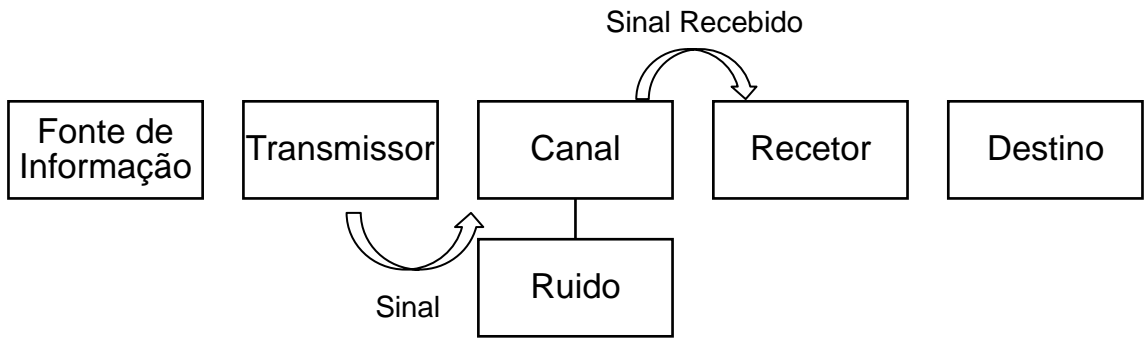 Sinal Recebido
Fonte de
Informação
Transmissor
Canal
Recetor
Destino
Ruido
Sinal